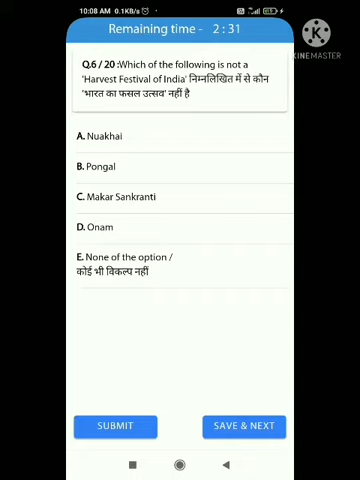 10:08 AM 0.1KB/s
Remaining time - 2 : 31
KINEMASTER
Q.6 / 20 :Which of the following is not a
'Harvest Festival of India' निम्नलिखित में से कौन
'भारत का फसल उत्सव' नहीं है
A. Nuakhai
B. Pongal
C. Makar Sankranti
D. Onam
E. None of the option /
कोई भी विकल्प नहीं
SUBMIT
SAVE & NEXT